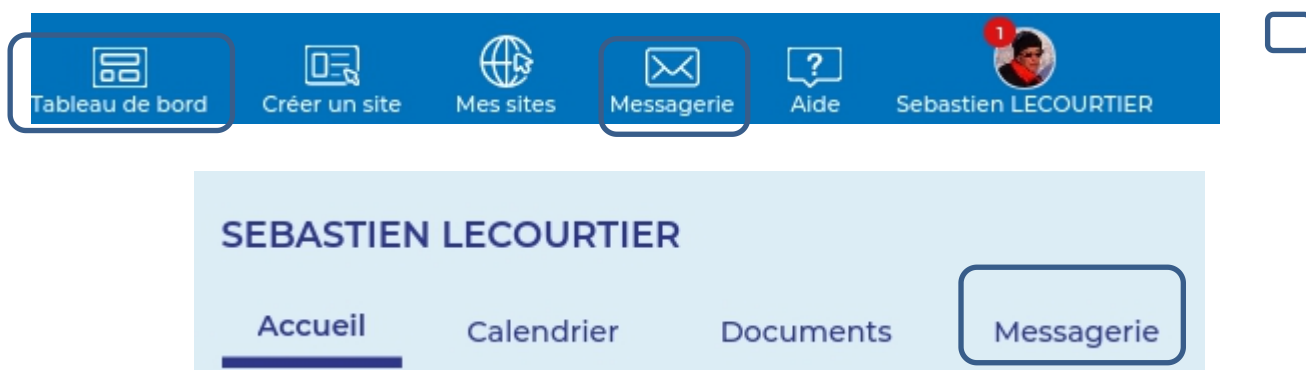 1
Tableau de bord Créer un site Mes sites Messagerie Aide Sebastien LECOURTIER
SEBASTIEN LECOURTIER
Accueil Calendrier Documents Messagerie